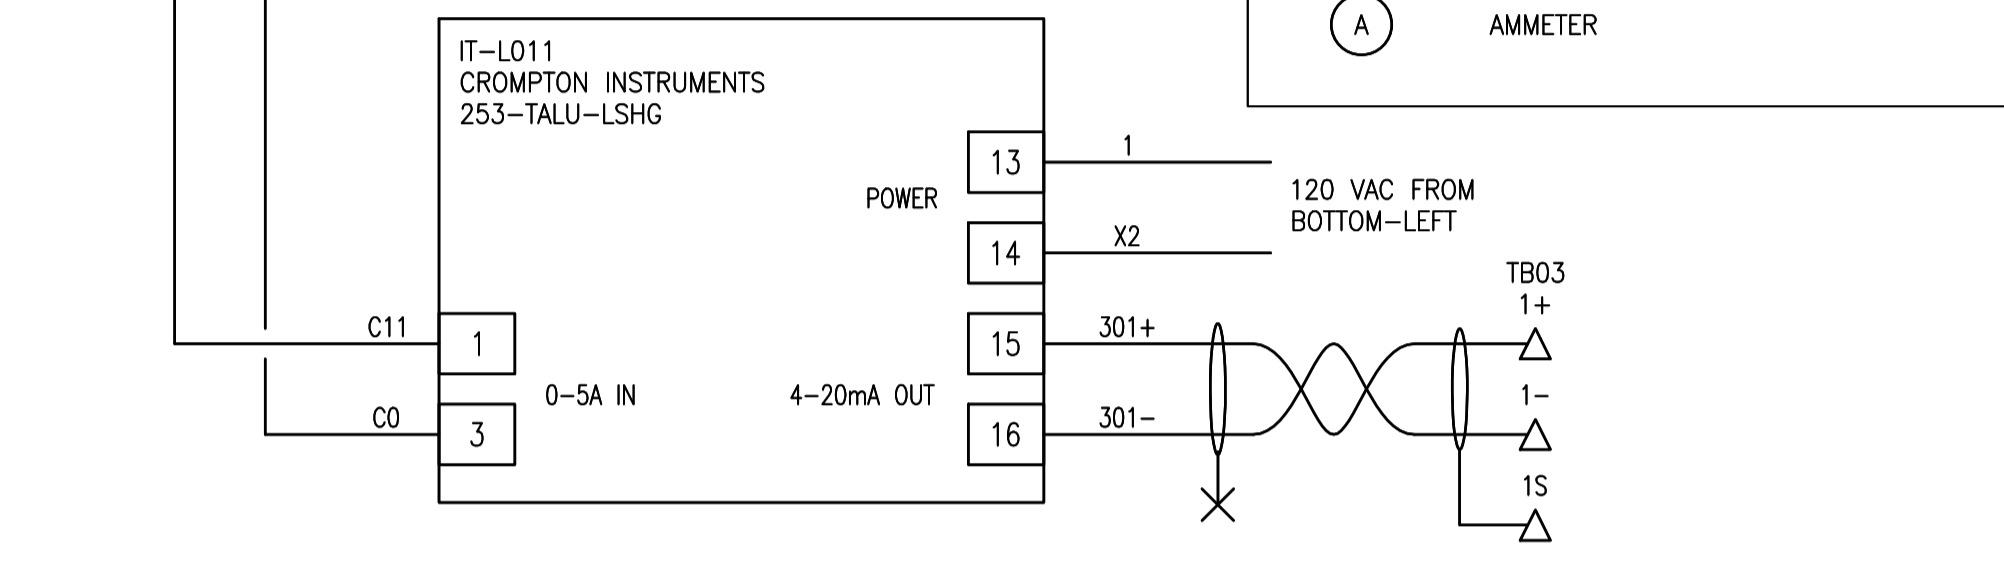 A
AMMETER
IT-L011
CROMPTON INSTRUMENTS
253-TALU-LSHG
13
1
POWER
120 VAC FROM
BOTTOM-LEFT
14
X2
TB03
1+
C11
1
15
301+
0-5A IN
4-20mA OUT
1-
C0
3
16
301-
1S